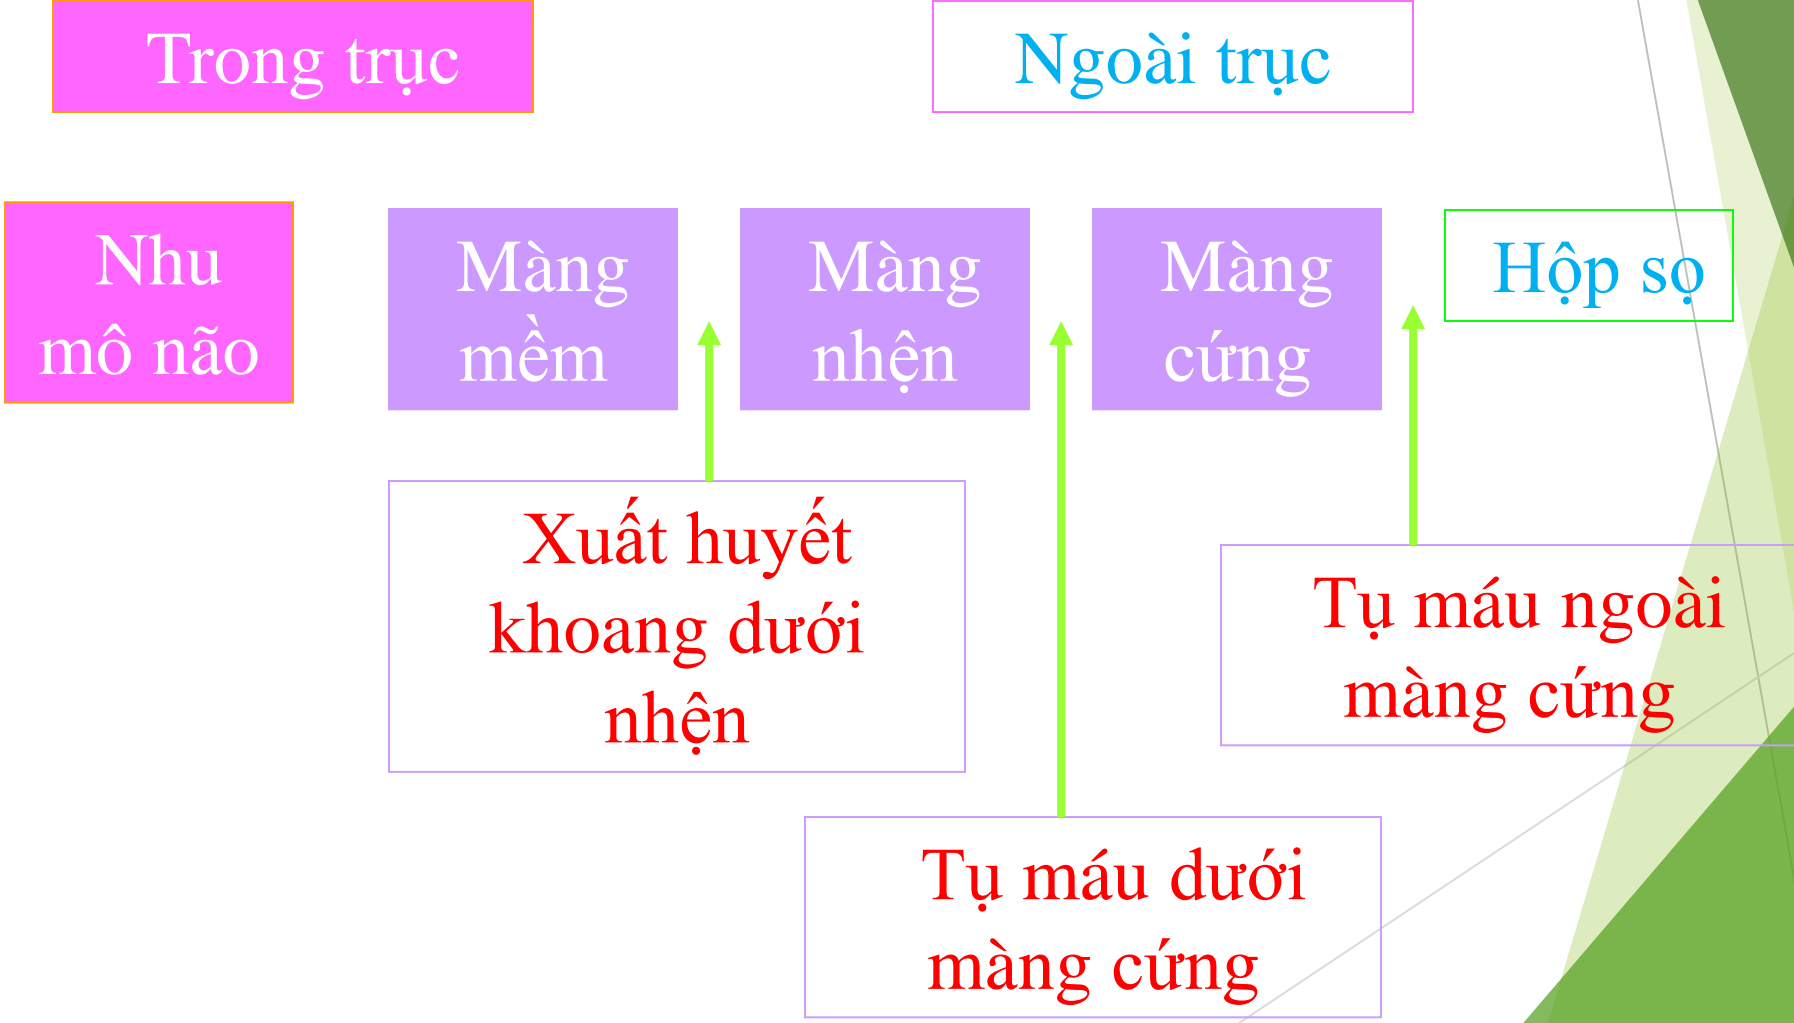 Trong trục
Ngoài trục
Nhu
mô não
Màng
mềm
Màng
nhện
Màng
cứng
Hộp sọ
Xuất huyết
khoang dưới
nhện
Tụ máu ngoài
màng cứng
Tụ máu dưới
màng cứng